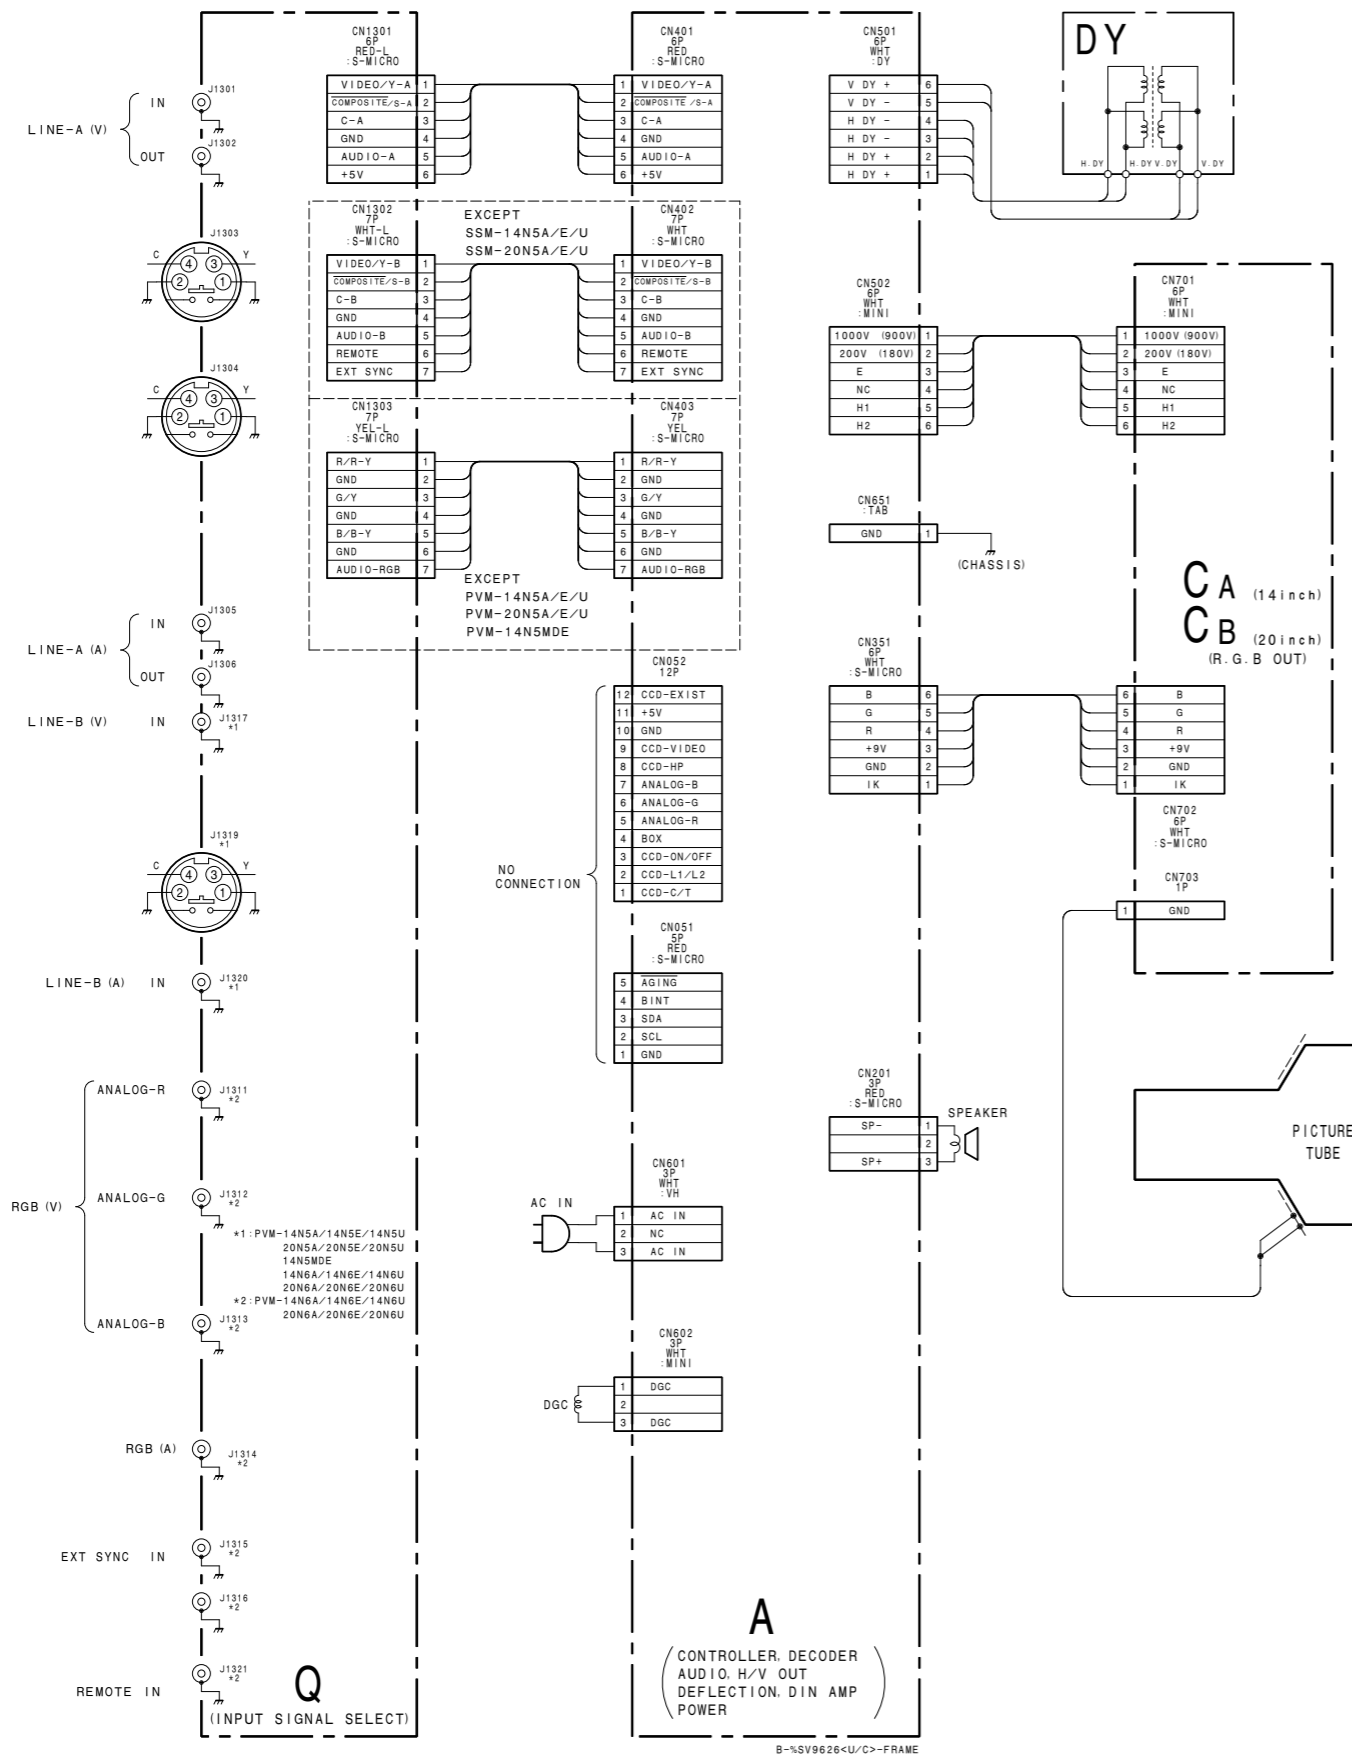 LINE-A (V)
IN
J1301
OUT
J1302
J1303
C
4
3
Y
2
1
J1304
C
4
3
Y
2
1
LINE-A (A)
IN
J1305
OUT
J1306
LINE-B (V) IN
J1317
*1
J1319
*1
C
4
3
Y
2
1
LINE-B (A) IN
J1320
*1
RGB (V)
ANALOG-R
J1311
*2
ANALOG-G
J1312
*2
ANALOG-B
J1313
*2
*1:PVM-14N5A/14N5E/14N5U
20N5A/20N5E/20N5U
14N5MDE
14N6A/14N6E/14N6U
20N6A/20N6E/20N6U
*2:PVM-14N6A/14N6E/14N6U
20N6A/20N6E/20N6U
RGB (A)
J1314
*2
EXT SYNC IN
J1315
*2
J1316
*2
REMOTE IN
J1321
*2
Q
(INPUT SIGNAL SELECT)
CN1301
6P
RED-L
:S-MICRO
VIDEO/Y-A 1
COMPOSITE/S-A 2
C-A 3
GND 4
AUDIO-A 5
+5V 6
CN401
6P
RED
:S-MICRO
1 VIDEO/Y-A
2 COMPOSITE/S-A
3 C-A
4 GND
5 AUDIO-A
6 +5V
CN1302
7P
WHT-L
:S-MICRO
VIDEO/Y-B 1
COMPOSITE/S-B 2
C-B 3
GND 4
AUDIO-B 5
REMOTE 6
EXT SYNC 7
EXCEPT
SSM-14N5A/E/U
SSM-20N5A/E/U
CN402
7P
WHT
:S-MICRO
1 VIDEO/Y-B
2 COMPOSITE/S-B
3 C-B
4 GND
5 AUDIO-B
6 REMOTE
7 EXT SYNC
CN1303
7P
YEL-L
:S-MICRO
R/R-Y 1
GND 2
G/Y 3
GND 4
B/B-Y 5
GND 6
AUDIO-RGB 7
CN403
7P
YEL
:S-MICRO
1 R/R-Y
2 GND
3 G/Y
4 GND
5 B/B-Y
6 GND
7 AUDIO-RGB
EXCEPT
PVM-14N5A/E/U
PVM-20N5A/E/U
PVM-14N5MDE
CN052
12P
12 CCD-EXIST
11 +5V
10 GND
9 CCD-VIDEO
8 CCD-HP
7 ANALOG-B
6 ANALOG-G
5 ANALOG-R
4 BOX
3 CCD-ON/OFF
2 CCD-L1/L2
1 CCD-C/T
NO
CONNECTION
CN051
5P
RED
:S-MICRO
5 AGING
4 BINT
3 SDA
2 SCL
1 GND
CN601
3P
WHT
:VH
AC IN
1 AC IN
2 NC
3 AC IN
CN602
3P
WHT
:MINI
DGC
1 DGC
2
3 DGC
A
CONTROLLER, DECODER
AUDIO, H/V OUT
DEFLECTION, DIN AMP
POWER
B-%SV9626<U/C>-FRAME
CN501
6P
WHT
:DY
V DY + 6
V DY - 5
H DY - 4
H DY - 3
H DY + 2
H DY + 1
DY
H.DY H.DY V.DY V.DY
CN502
6P
WHT
:MINI
1000V (900V) 1
200V (180V) 2
E 3
NC 4
H1 5
H2 6
CN701
6P
WHT
:MINI
1 1000V (900V)
2 200V (180V)
3 E
4 NC
5 H1
6 H2
CN651
:TAB
GND 1
(CHASSIS)
CA (14inch)
CB (20inch)
(R.G.B OUT)
CN351
6P
WHT
:S-MICRO
B 6
G 5
R 4
+9V 3
GND 2
IK 1
6 B
5 G
4 R
3 +9V
2 GND
1 IK
CN702
6P
WHT
:S-MICRO
CN703
1P
1 GND
CN201
3P
RED
:S-MICRO
SP- 1
2
SP+ 3
SPEAKER
PICTURE
TUBE